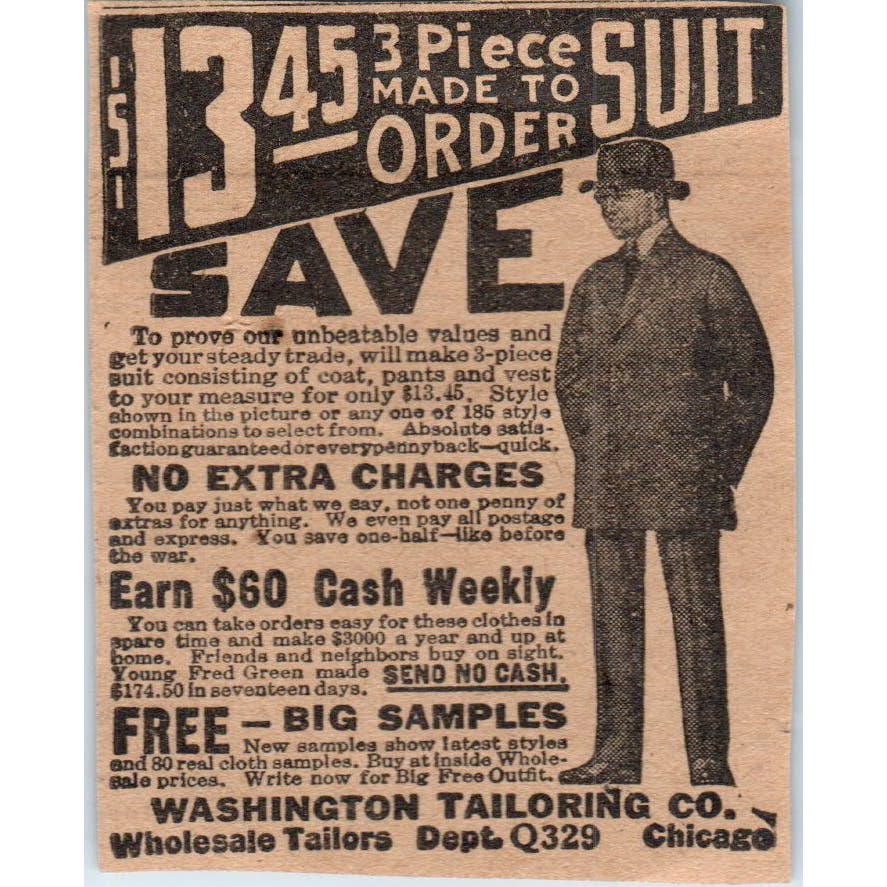 $13.45 3 Piece SUIT
MADE TO
ORDER
SAVE
To prove our unbeatable values and
get your steady trade, will make 3-piece
suit consisting of coat, pants and vest
to your measure for only $13.45. Style
shown in the picture or any one of 185 style
combinations to select from. Absolute satis-
faction guaranteed or every penny back—quick.
NO EXTRA CHARGES
You pay just what we say, not one penny of
extras for anything. We even pay all postage
and express. You save one-half—like before
the war.
Earn $60 Cash Weekly
You can take orders easy for these clothes in
spare time and make $3000 a year and up at
home. Friends and neighbors buy on sight.
Young Fred Green made SEND NO CASH.
$174.50 in seventeen days.
FREE — BIG SAMPLES
New samples show latest styles
and 80 real cloth samples. Buy at inside Whole-
sale prices. Write now for Big Free Outfit.
WASHINGTON TAILORING CO.
Wholesale Tailors Dept. Q329 Chicago